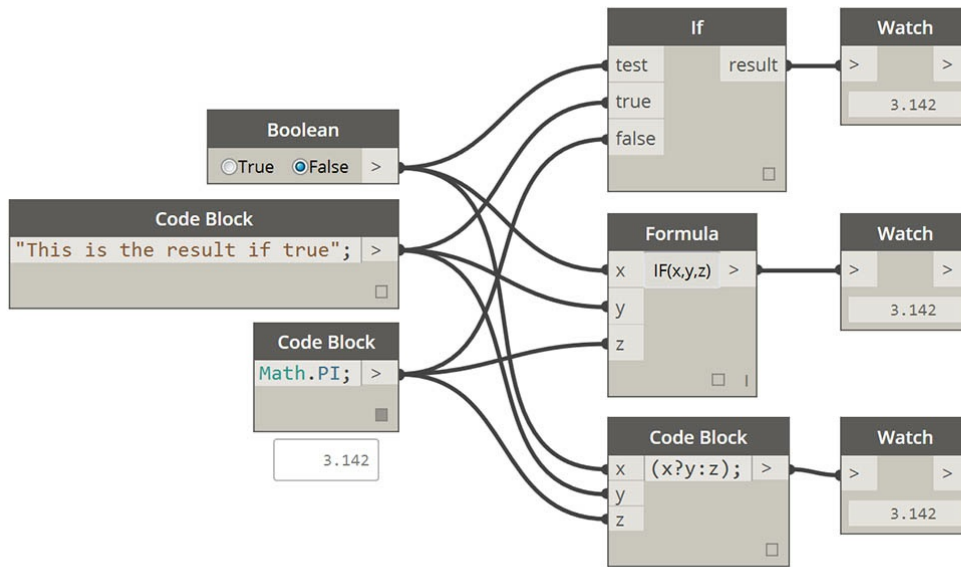 If
test
result
true
false
Watch
>
>
3.142
Boolean
True
False
>
Code Block
"This is the result if true";
>
Code Block
Math.PI;
>
3.142
Formula
x
IF(x,y,z)
>
y
z
Watch
>
>
3.142
Code Block
x
(x?y:z);
>
y
z
Watch
>
>
3.142